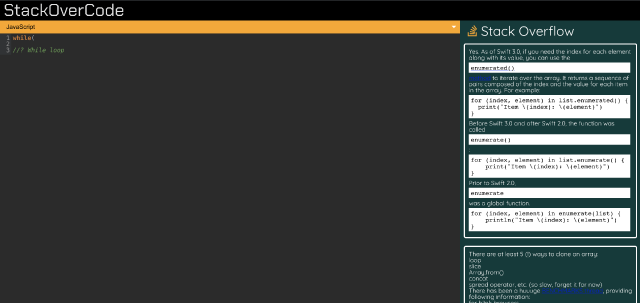 StackOverCode
JavaScript
1 while(
2
3 //? While loop
Stack Overflow
Yes. As of Swift 3.0, if you need the index for each element
along with its value, you can use the
enumerated()
to iterate over the array. It returns a sequence of
pairs composed of the index and the value for each item
in the array. For example:
for (index, element) in list.enumerated() {
print("Item \(index): \(element)")
}
Before Swift 3.0 and after Swift 2.0, the function was
called
enumerate()
:
for (index, element) in list.enumerate() {
print("Item \(index): \(element)")
}
Prior to Swift 2.0,
enumerate
was a global function.
for (index, element) in enumerate(list) {
println("Item \(index): \(element)")
}
There are at least 5 (!) ways to clone an array:
loop
slice
Array.from()
concat
spread operator, etc. (so slow, forget it for now)
There has been a huuuge
, providing
following information: